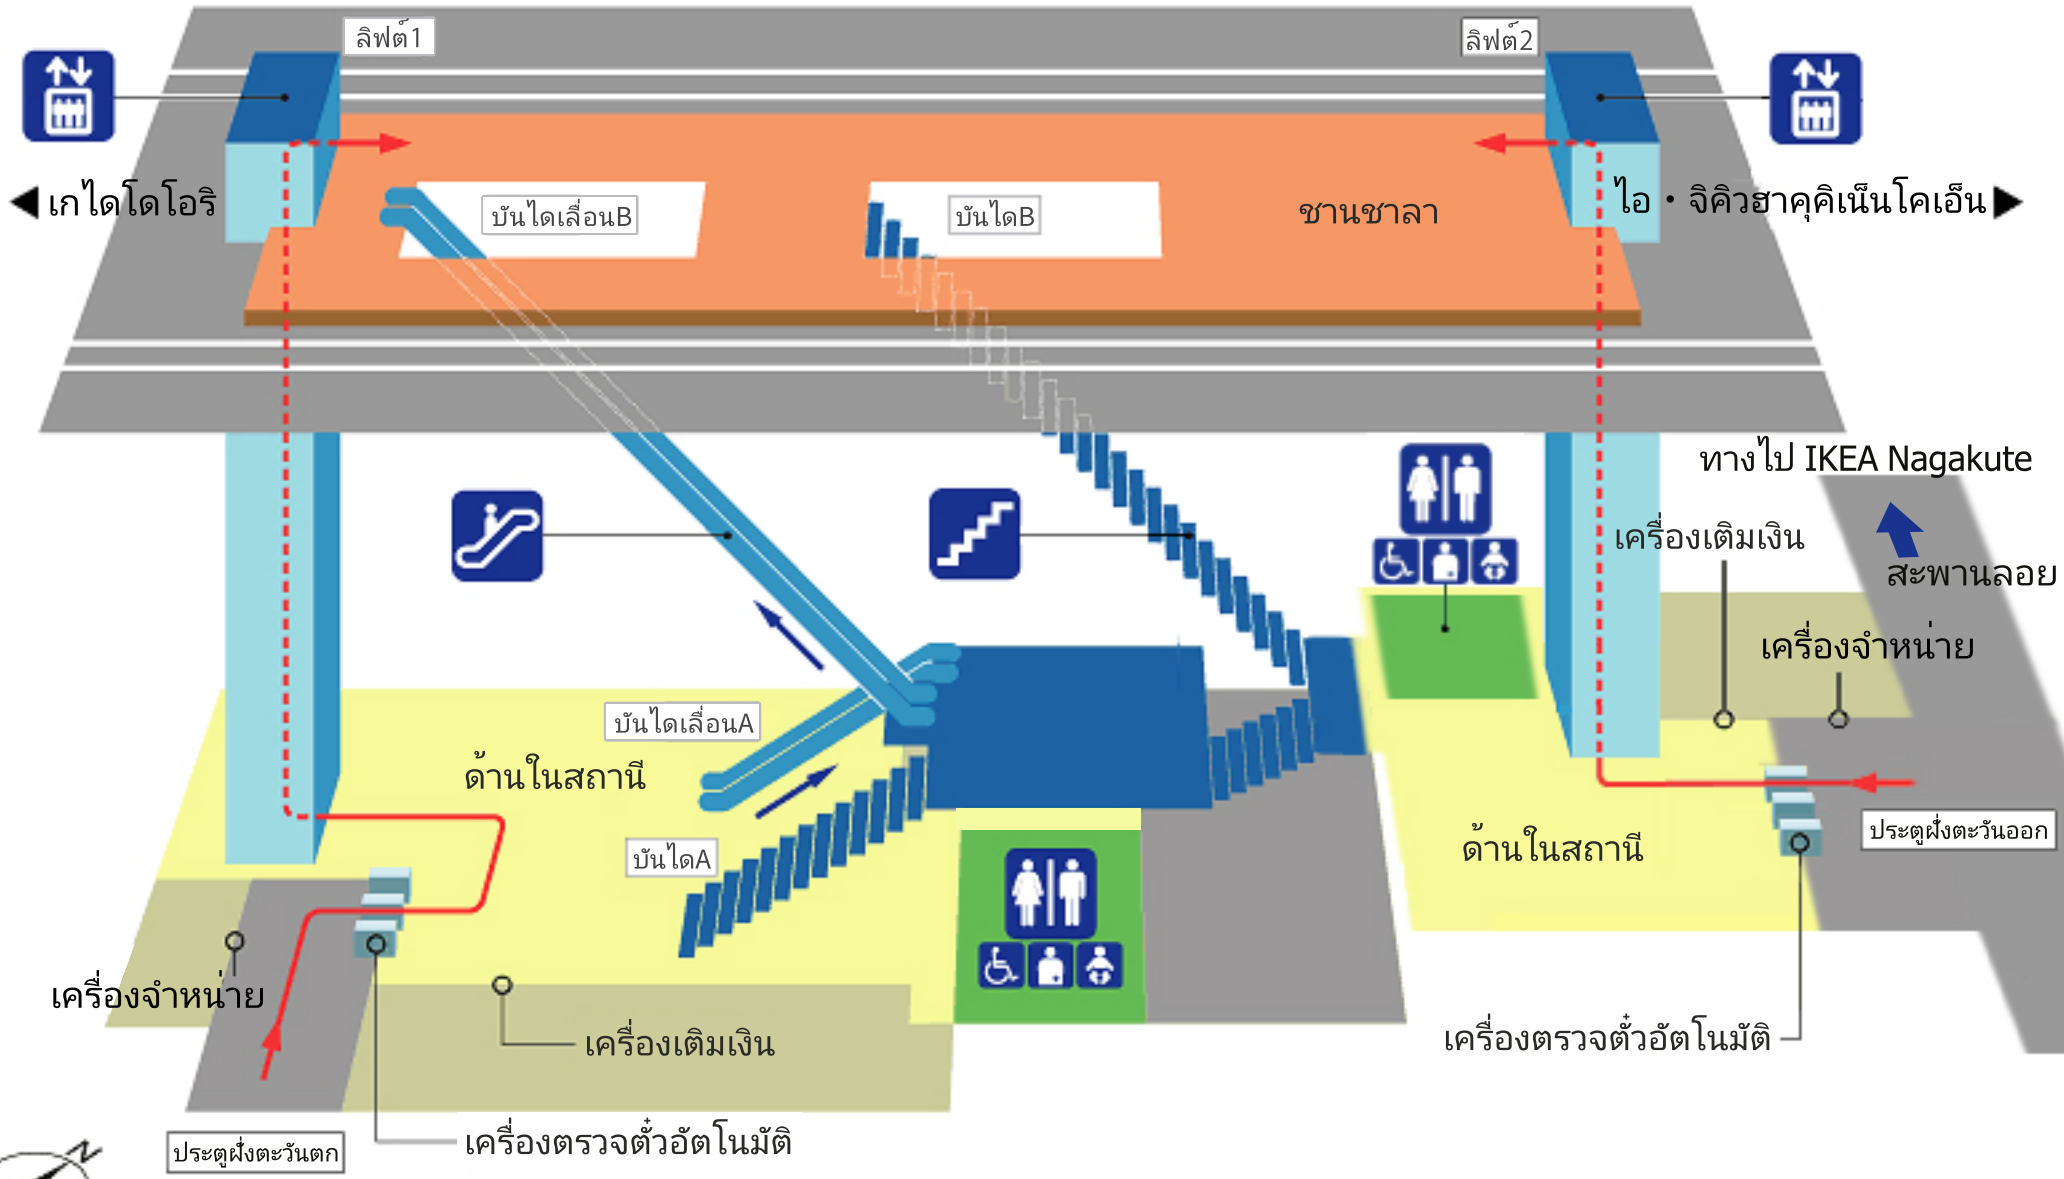 ลิฟต์1
ลิฟต์2
เกไดโดโอริ
บันไดเลื่อนB
บันไดB
ชานชาลา
ไอ・จิคิวฮาคุคิเน็นโคเอ็น
ทางไป IKEA Nagakute
เครื่องเติมเงิน
สะพานลอย
เครื่องจำหน่าย
บันไดเลื่อนA
ด้านในสถานี
ประตูฝั่งตะวันออก
บันไดA
ด้านในสถานี
เครื่องจำหน่าย
เครื่องเติมเงิน
เครื่องตรวจตั๋วอัตโนมัติ
เครื่องตรวจตั๋วอัตโนมัติ
ประตูฝั่งตะวันตก
N